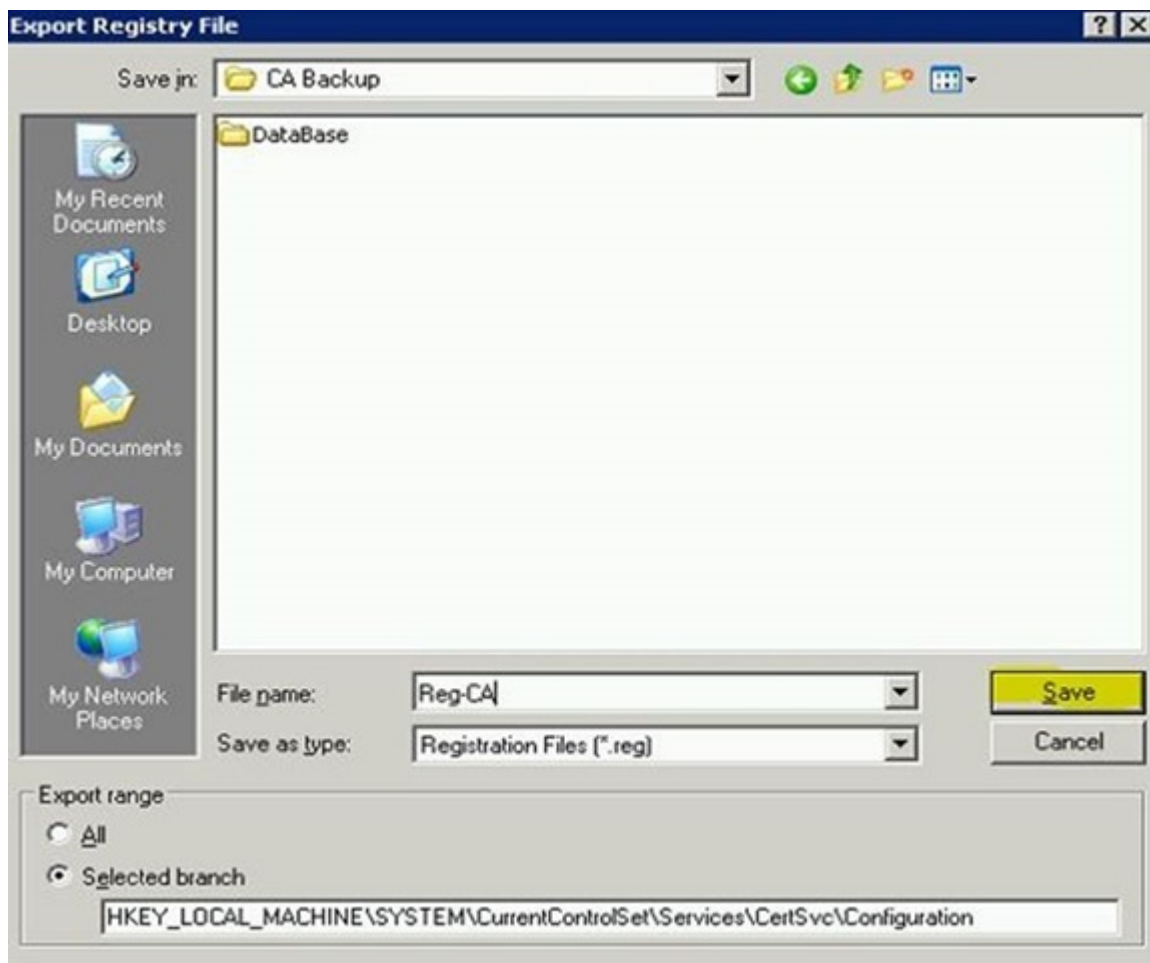 Export Registry File
Save in:
CA Backup
DataBase
My Recent
Documents
Desktop
My Documents
My Computer
My Network
Places
File name:
Reg-CA
Save
Save as type:
Registration Files (*.reg)
Cancel
Export range
All
Selected branch
HKEY_LOCAL_MACHINE\SYSTEM\CurrentControlSet\Services\CertSvc\Configuration